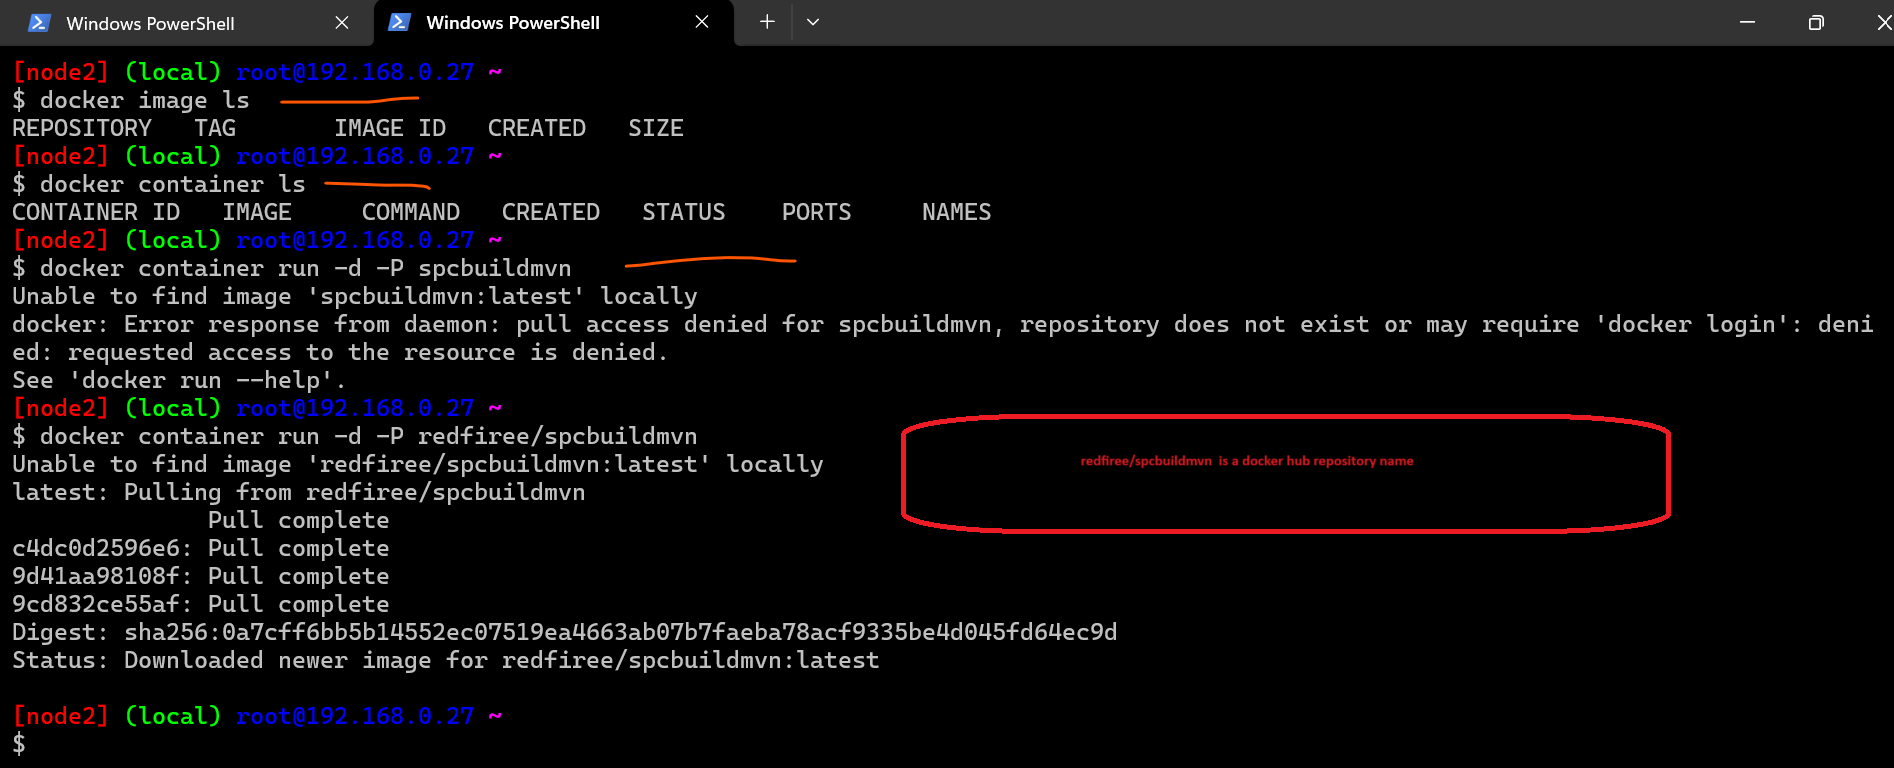 Windows PowerShell
Windows PowerShell
[node2] (local) root@192.168.0.27 ~
$ docker image ls
REPOSITORY   TAG       IMAGE ID   CREATED   SIZE
[node2] (local) root@192.168.0.27 ~
$ docker container ls
CONTAINER ID   IMAGE     COMMAND   CREATED   STATUS    PORTS     NAMES
[node2] (local) root@192.168.0.27 ~
$ docker container run -d -P spcbuildmvn
Unable to find image 'spcbuildmvn:latest' locally
docker: Error response from daemon: pull access denied for spcbuildmvn, repository does not exist or may require 'docker login': deni
ed: requested access to the resource is denied.
See 'docker run --help'.
[node2] (local) root@192.168.0.27 ~
$ docker container run -d -P redfiree/spcbuildmvn
Unable to find image 'redfiree/spcbuildmvn:latest' locally
redfiree/spcbuildmvn is a docker hub repository name
latest: Pulling from redfiree/spcbuildmvn
Pull complete
c4dc0d2596e6: Pull complete
9d41aa98108f: Pull complete
9cd832ce55af: Pull complete
Digest: sha256:0a7cff6bb5b14552ec07519ea4663ab07b7faeba78acf9335be4d045fd64ec9d
Status: Downloaded newer image for redfiree/spcbuildmvn:latest
[node2] (local) root@192.168.0.27 ~
$